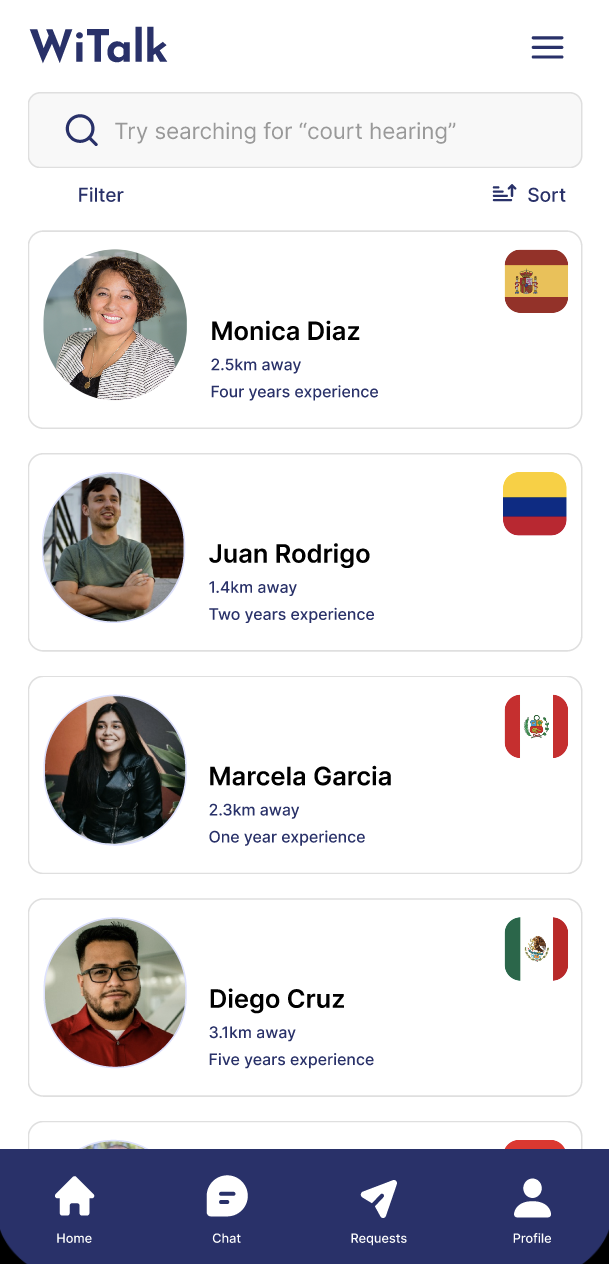 WiTalk
Try searching for “court hearing”
Filter
Sort
Monica Diaz
2.5km away
Four years experience
Juan Rodrigo
1.4km away
Two years experience
Marcela Garcia
2.3km away
One year experience
Diego Cruz
3.1km away
Five years experience
Home
Chat
Requests
Profile